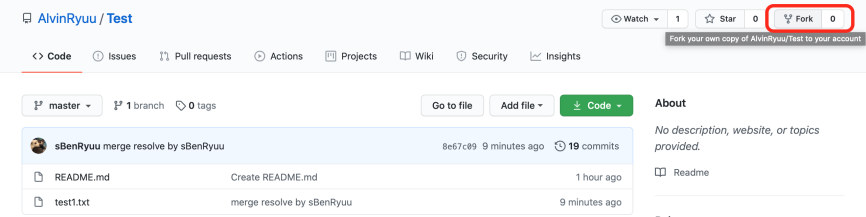 AlvinRyuu / Test
Watch 1 Star 0 Fork 0
Fork your own copy of AlvinRyuu/Test to your account
<> Code Issues Pull requests Actions Projects Wiki Security Insights
master 1 branch 0 tags Go to file Add file Code
About
sBenRyuu merge resolve by sBenRyuu 8e67c09 9 minutes ago 19 commits
No description, website, or topics
provided.
README.md Create README.md 1 hour ago
Readme
test1.txt merge resolve by sBenRyuu 9 minutes ago